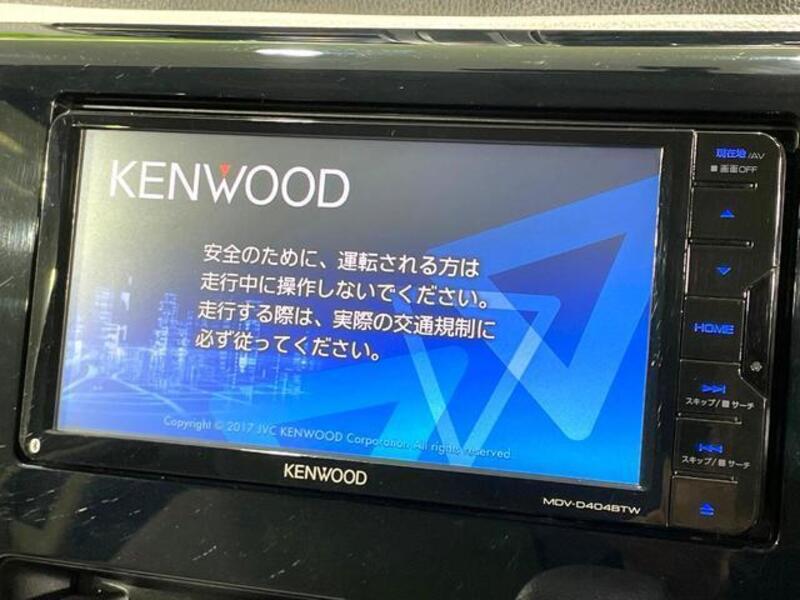 KENWOOD
安全のために、運転される方は
走行中に操作しないでください。
走行する際は、実際の交通規制に
必ず従ってください。
Copyright © 2017 JVC KENWOOD Corporation, All rights reserved.
KENWOOD
MDV-D404BTW
現在地/AV
■ 画面OFF
HOME
スキップ/■ サーチ
スキップ/■ サーチ